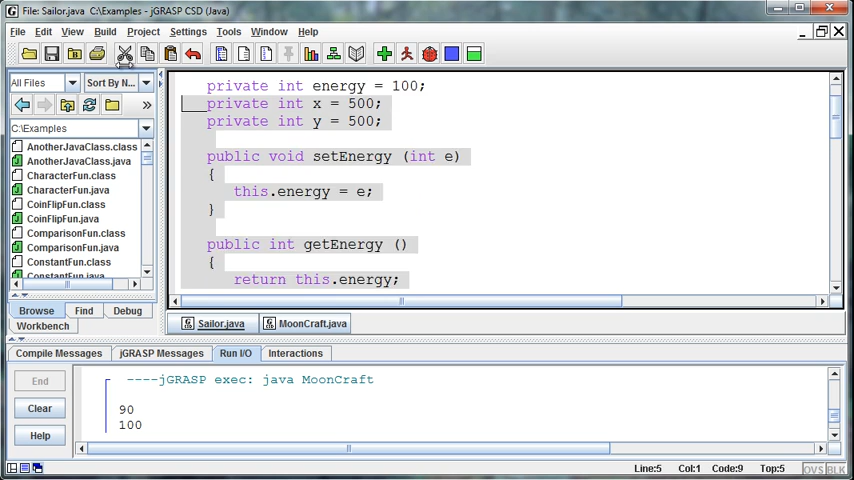 File: Sailor.java C:\Examples - jGRASP CSD (Java)
File Edit View Build Project Settings Tools Window Help
All Files Sort By N...
C:\Examples
AnotherJavaClass.class
AnotherJavaClass.java
CharacterFun.class
CharacterFun.java
CoinFlipFun.class
CoinFlipFun.java
ComparisonFun.class
ComparisonFun.java
ConstantFun.class
ConstantFun.java
Browse Find Debug
Workbench
private int energy = 100;
private int x = 500;
private int y = 500;
public void setEnergy (int e)
{
this.energy = e;
}
public int getEnergy ()
{
return this.energy;
Sailor.java MoonCraft.java
Compile Messages jGRASP Messages Run I/O Interactions
End
Clear
Help
----jGRASP exec: java MoonCraft
90
100
Line:5 Col:1 Code:9 Top:5 OVS BLK